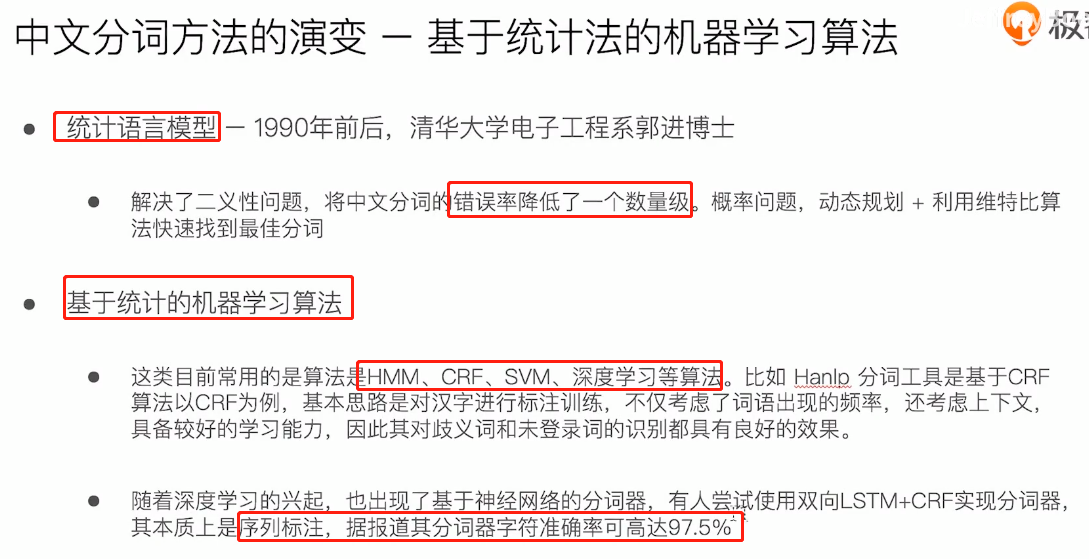 中文分词方法的演变 － 基于统计法的机器学习算法
极
统计语言模型 － 1990年前后，清华大学电子工程系郭进博士
解决了二义性问题，将中文分词的错误率降低了一个数量级。概率问题，动态规划 + 利用维特比算
法快速找到最佳分词
基于统计的机器学习算法
这类目前常用的是算法是HMM、CRF、SVM、深度学习等算法。比如 Hanlp 分词工具是基于CRF
算法以CRF为例，基本思路是对汉字进行标注训练，不仅考虑了词语出现的频率，还考虑上下文，
具备较好的学习能力，因此其对歧义词和未登录词的识别都具有良好的效果。
随着深度学习的兴起，也出现了基于神经网络的分词器，有人尝试使用双向LSTM+CRF实现分词器，
其本质上是序列标注，据报道其分词器字符准确率可高达97.5%